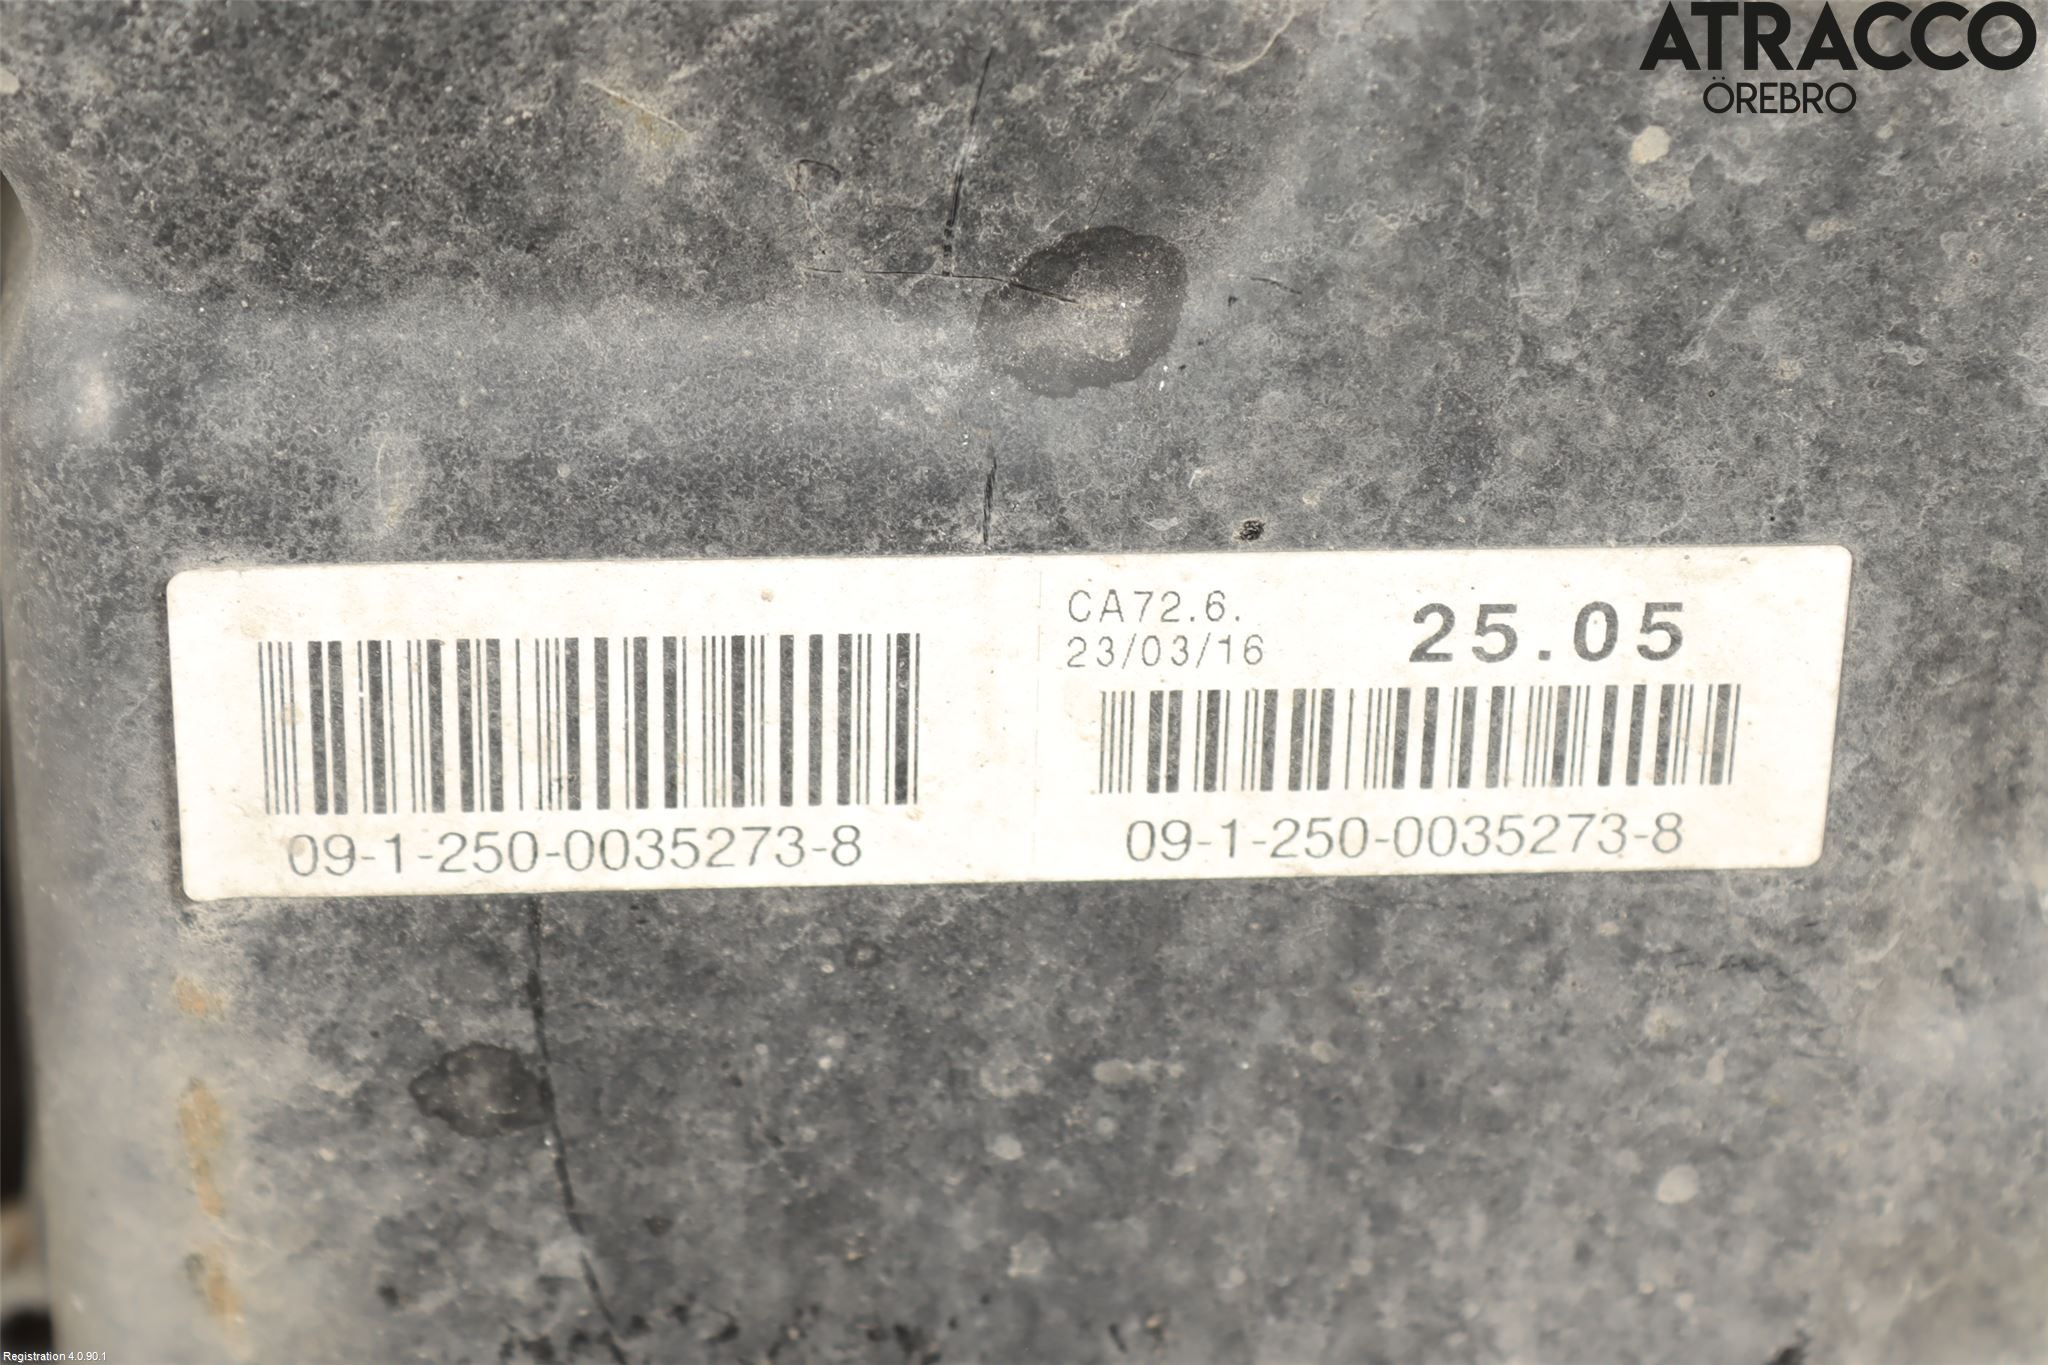 ATRACCO
ÖREBRO
CA72.6.
23/03/16
25.05
09-1-250-0035273-8
09-1-250-0035273-8
Registration 4.0.90.1